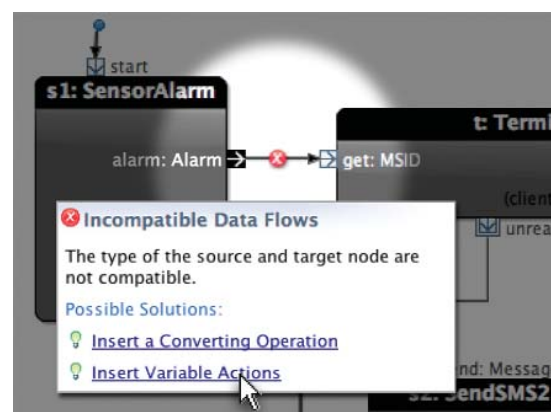 start
s1: SensorAlarm
t: Termi
alarm: Alarm
get: MSID
(client
unrea
Incompatible Data Flows
The type of the source and target node are
not compatible.
Possible Solutions:
Insert a Converting Operation
Insert Variable Actions
nd: Messag
s2: SendSMS2